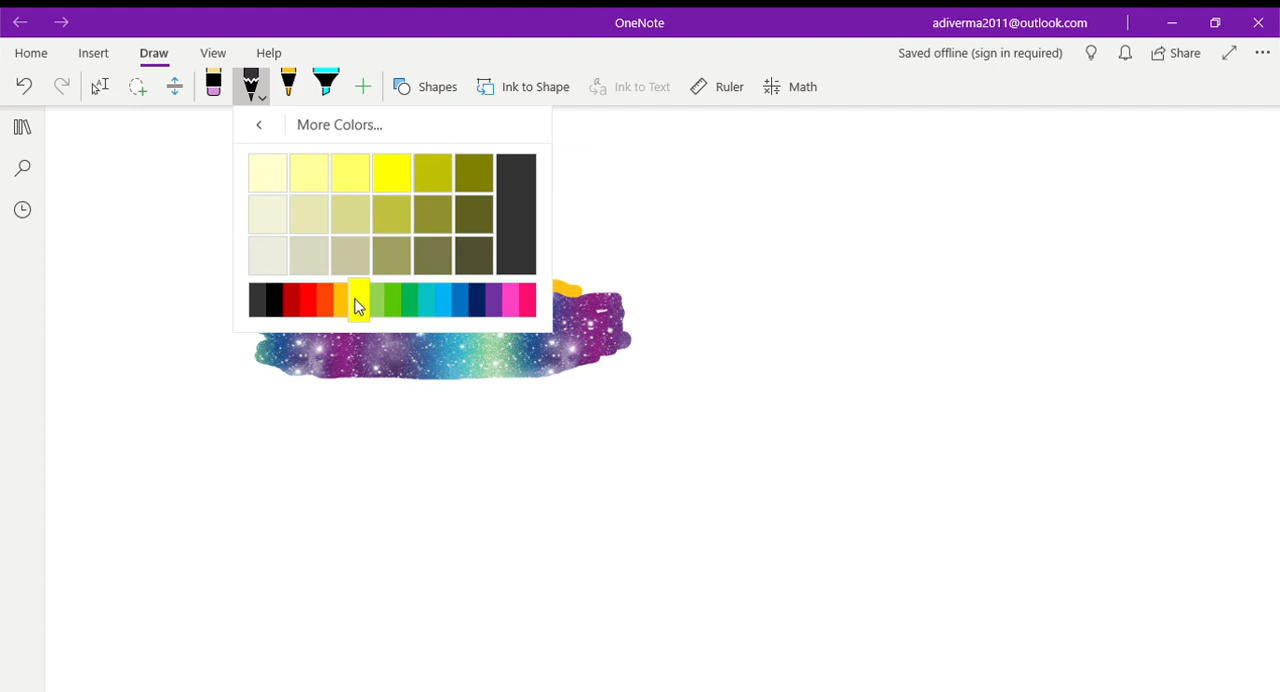 OneNote
adiverma2011@outlook.com
Home
Insert
Draw
View
Help
Saved offline (sign in required)
Share
Shapes
Ink to Shape
Ink to Text
Ruler
Math
More Colors...